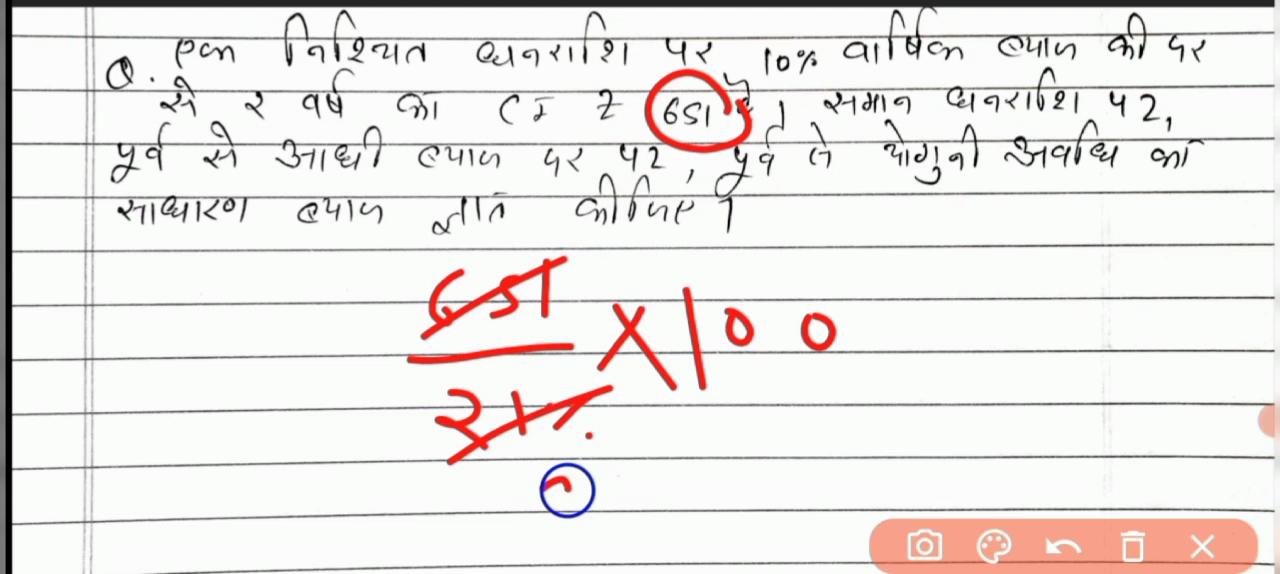 Q. एक निश्चित धनराशि पर 10% वार्षिक ब्याज की दर
से 2 वर्ष का CI ₹ 651 है। समान धनराशि पर,
पूर्व से आधी ब्याज दर पर, पूर्व से दोगुनी अवधि का
साधारण ब्याज ज्ञात कीजिए।
651
× 100
21%